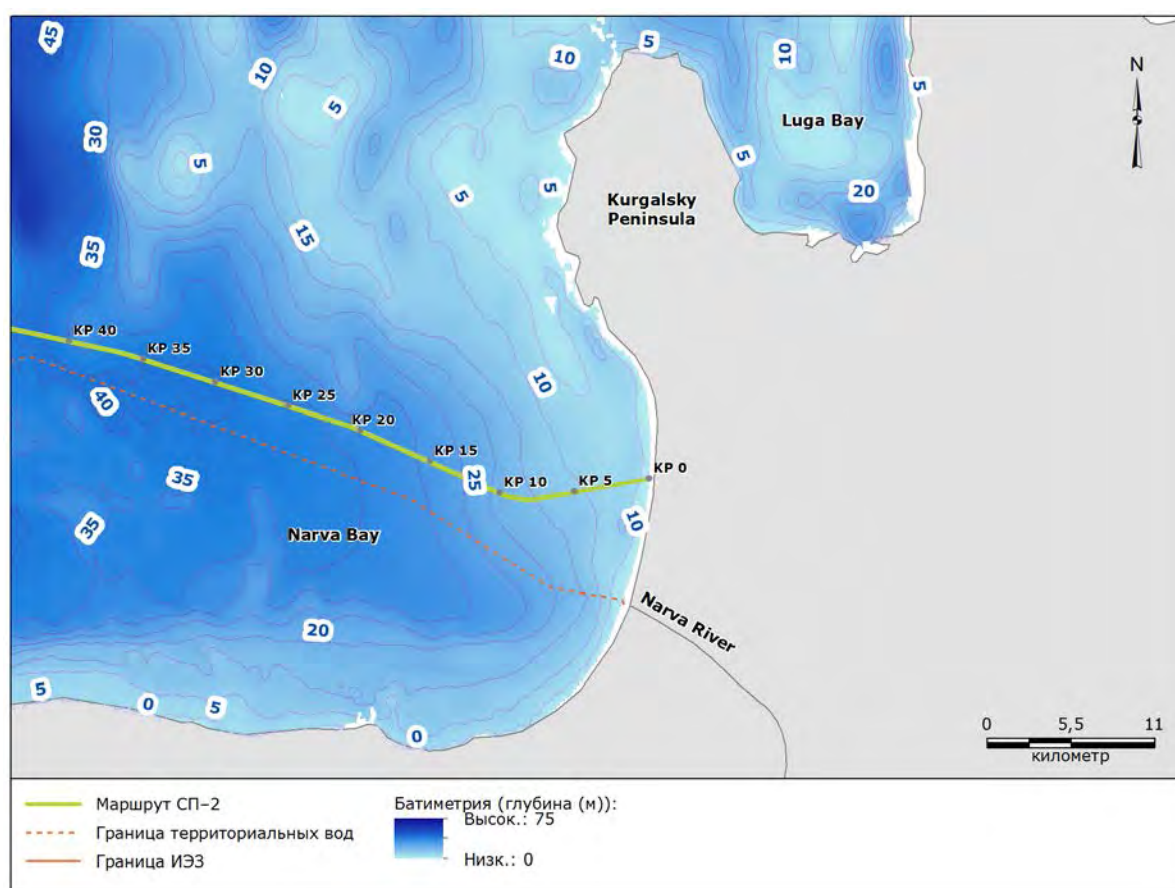 45
10
10
5
10
5
N
5
Luga Bay
30
5
5
5
5
20
Kurgalsky
Peninsula
15
35
KP 40
KP 35
KP 30
10
40
KP 25
KP 20
KP 15
35
25
KP 10
KP 5
KP 0
10
35
Narva Bay
Narva River
20
5
0
5
0
0 5,5 11
километр
Маршрут СП–2
Граница территориальных вод
Граница ИЭЗ
Батиметрия (глубина (м)):
Высок.: 75
Низк.: 0